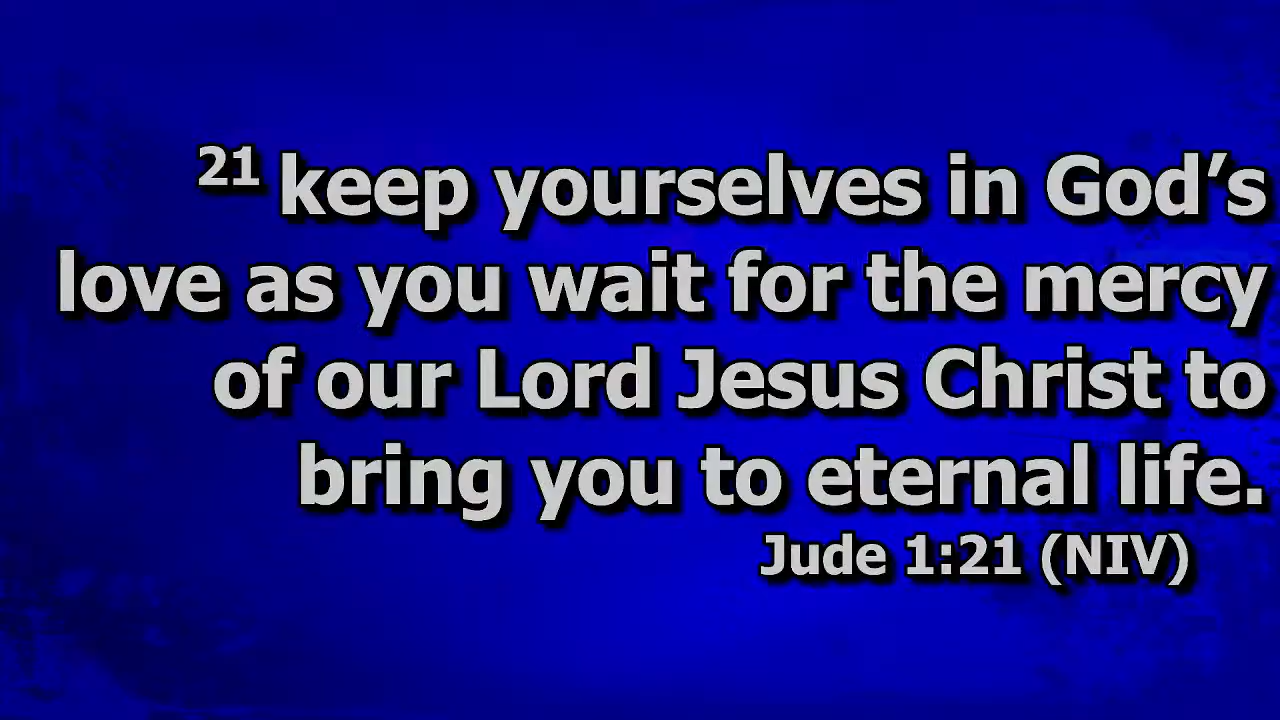 21 keep yourselves in God’s
love as you wait for the mercy
of our Lord Jesus Christ to
bring you to eternal life.
Jude 1:21 (NIV)